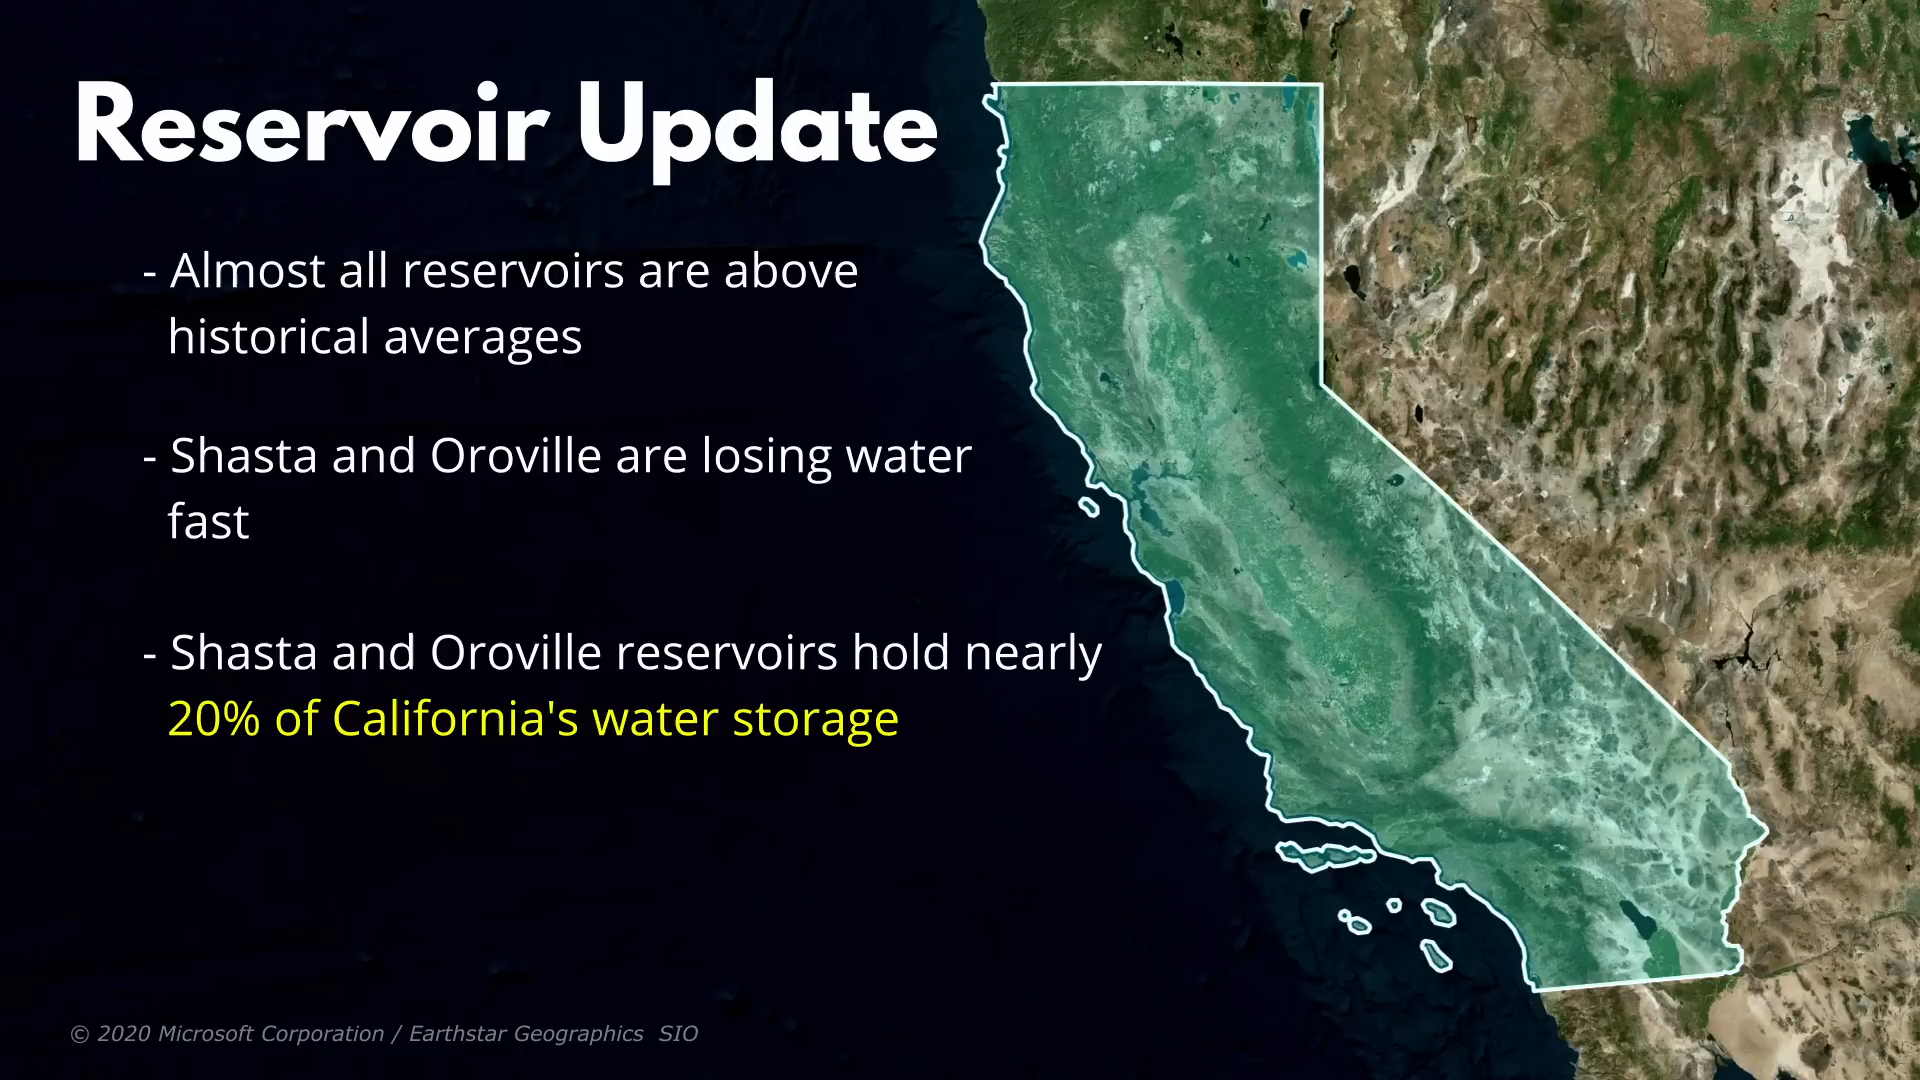 Reservoir Update
- Almost all reservoirs are above
historical averages
- Shasta and Oroville are losing water
fast
- Shasta and Oroville reservoirs hold nearly
20% of California's water storage
© 2020 Microsoft Corporation / Earthstar Geographics  SIO